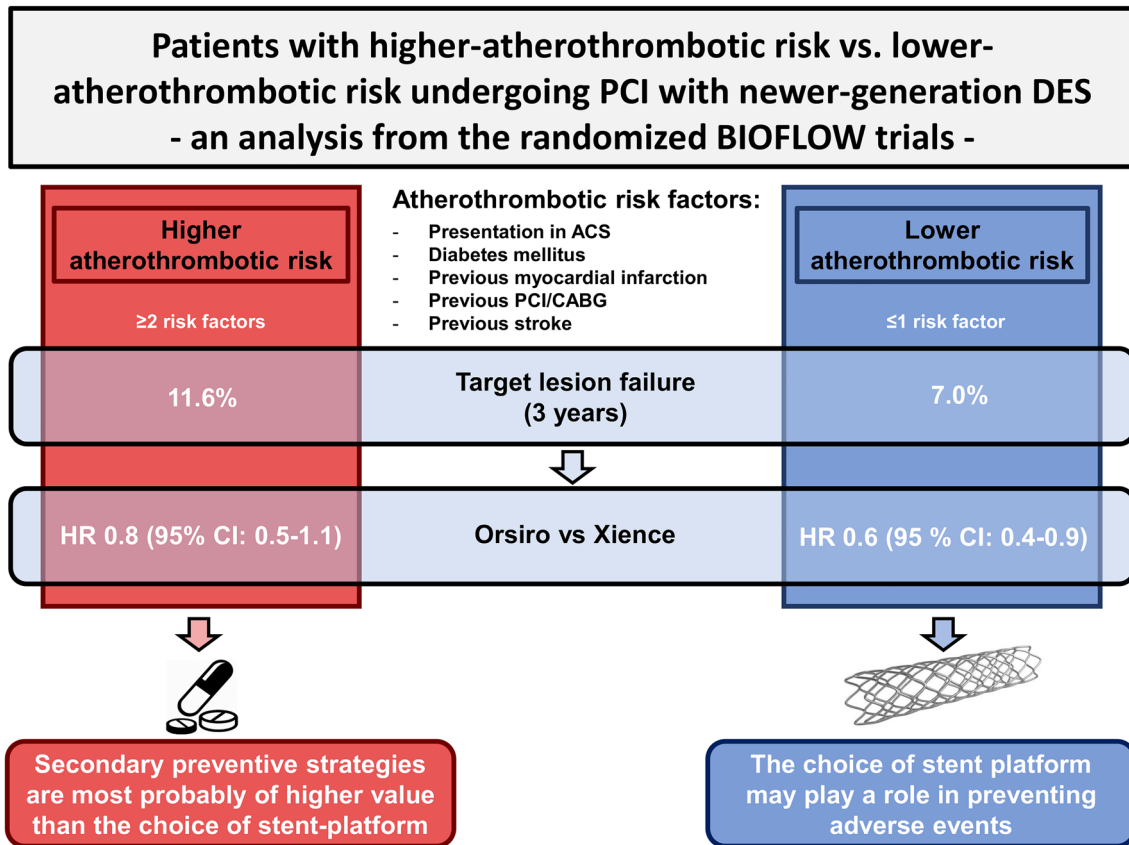 Patients with higher-atherothrombotic risk vs. lower-
atherothrombotic risk undergoing PCI with newer-generation DES
- an analysis from the randomized BIOFLOW trials -
Higher
atherothrombotic risk
≥2 risk factors
Atherothrombotic risk factors:
- Presentation in ACS
- Diabetes mellitus
- Previous myocardial infarction
- Previous PCI/CABG
- Previous stroke
Lower
atherothrombotic risk
≤1 risk factor
11.6%
Target lesion failure
(3 years)
7.0%
HR 0.8 (95% CI: 0.5-1.1)
Orsiro vs Xience
HR 0.6 (95 % CI: 0.4-0.9)
Secondary preventive strategies
are most probably of higher value
than the choice of stent-platform
The choice of stent platform
may play a role in preventing
adverse events